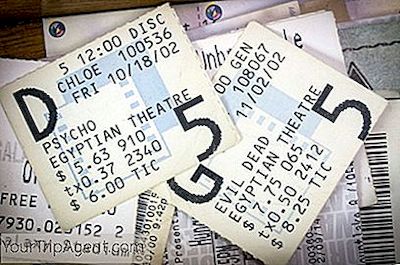 D
5 12:00 DISC
CHLOE 100536
FRI 10/18/02
PSYCHO
EGYPTIAN THEATRE
$ 5.63 910
tx0.37 2340
$ 6.00 TIC
5
G
00 GEN
108067
11/02/02
EVIL DEAD
EGYPTIAN THEATRE
$ 7.75 065
tx0.50 2412
$ 8.25 TIC
5
FREE
YourTripAgent.com